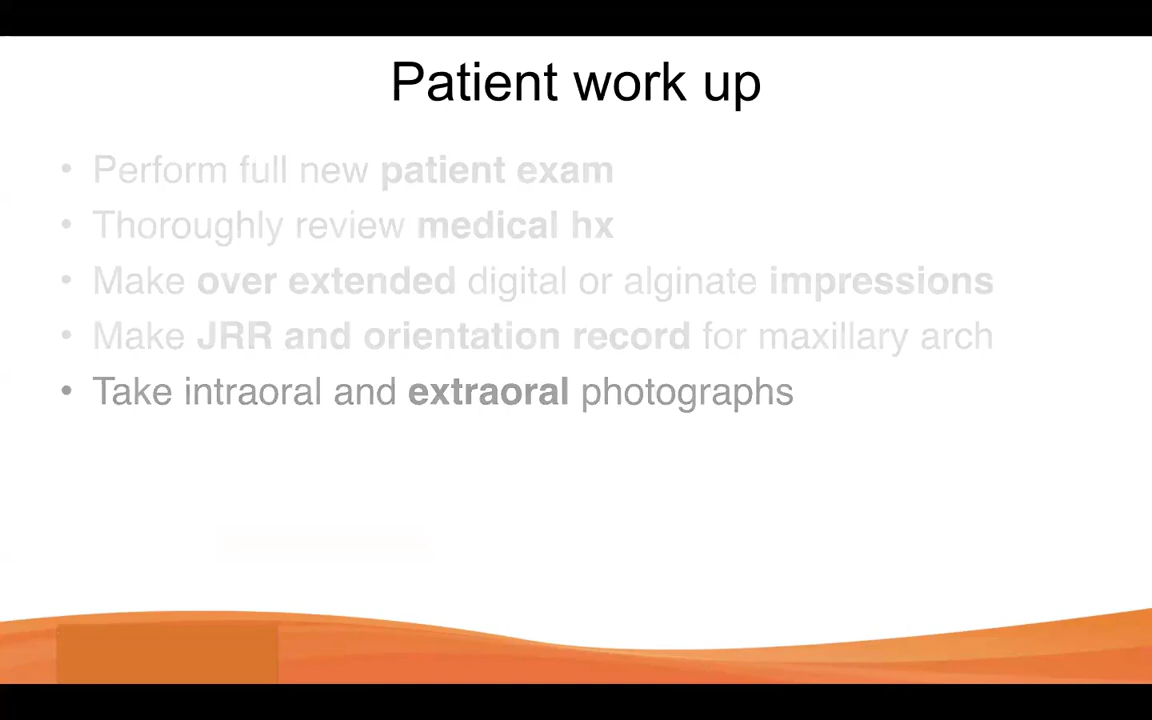 Patient work up
• Perform full new patient exam
• Thoroughly review medical hx
• Make over extended digital or alginate impressions
• Make JRR and orientation record for maxillary arch
• Take intraoral and extraoral photographs